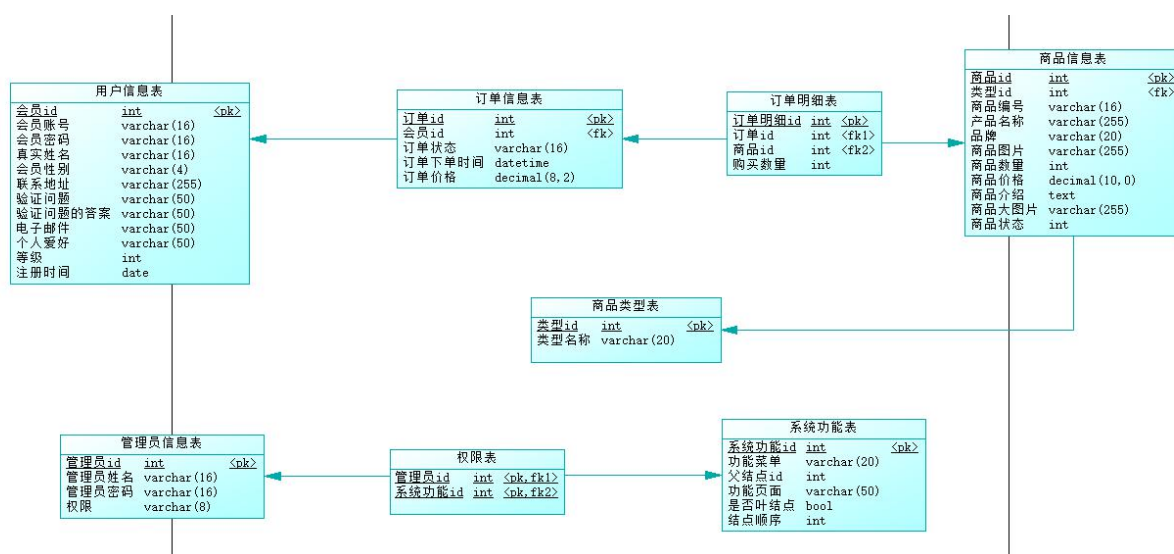 用户信息表
会员id int <pk>
会员账号 varchar(16)
会员密码 varchar(16)
真实姓名 varchar(16)
会员性别 varchar(4)
联系地址 varchar(255)
验证问题 varchar(50)
验证问题的答案 varchar(50)
电子邮件 varchar(50)
个人爱好 varchar(50)
等级 int
注册时间 date
订单信息表
订单id int <pk>
会员id int <fk>
订单状态 varchar(16)
订单下单时间 datetime
订单价格 decimal(8,2)
订单明细表
订单明细id int <pk>
订单id int <fk1>
商品id int <fk2>
购买数量 int
商品信息表
商品id int <pk>
类型id int <fk>
商品编号 varchar(16)
产品名称 varchar(255)
品牌 varchar(20)
商品图片 varchar(255)
商品数量 int
商品价格 decimal(10,0)
商品介绍 text
商品大图片 varchar(255)
商品状态 int
商品类型表
类型id int <pk>
类型名称 varchar(20)
管理员信息表
管理员id int <pk>
管理员姓名 varchar(16)
管理员密码 varchar(16)
权限 varchar(8)
权限表
管理员id int <pk,fk1>
系统功能id int <pk,fk2>
系统功能表
系统功能id int <pk>
功能菜单 varchar(20)
父结点id int
功能页面 varchar(50)
是否叶结点 bool
结点顺序 int